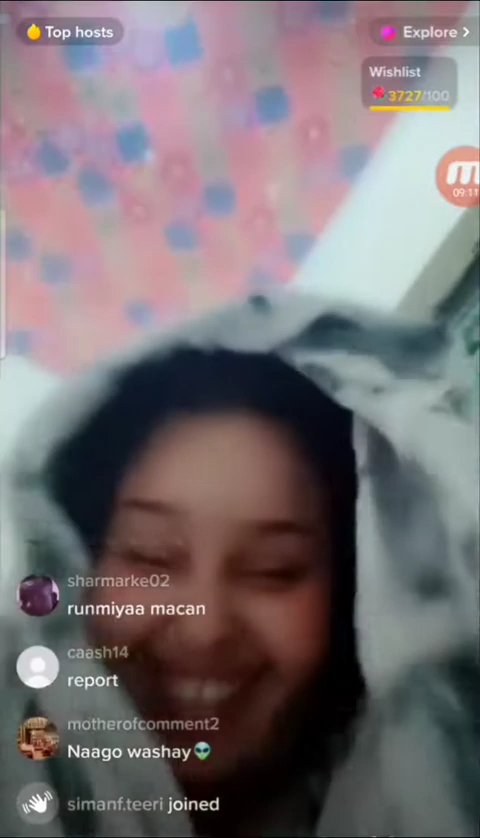 Top hosts
Explore >
Wishlist
3727/100
09:11
sharmarke02
runmiyaa macan
caash14
report
motherofcomment2
Naago washay👽
simanf.teeri joined